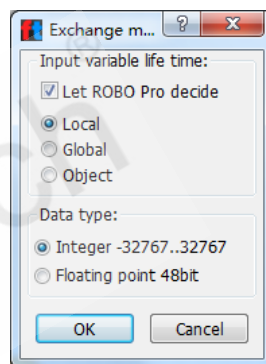 Exchange m...
Input variable life time:
Let ROBO Pro decide
Local
Global
Object
Data type:
Integer -32767..32767
Floating point 48bit
OK
Cancel